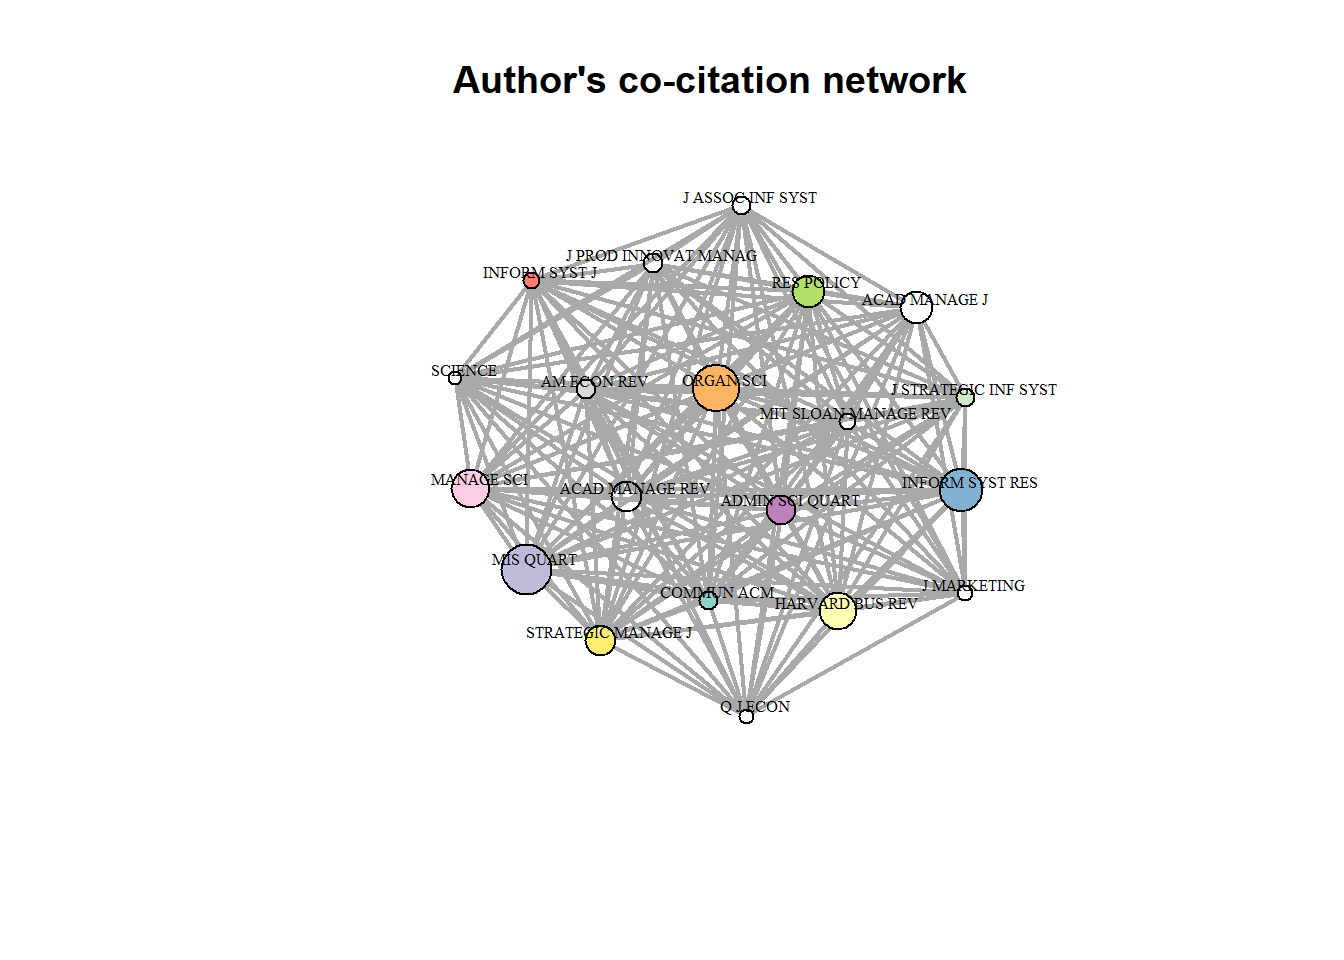 Author's co-citation network
J ASSOC INF SYST
J PROD INNOVAT MANAG
INFORM SYST J
RES POLICY
ACAD MANAGE J
SCIENCE
AM ECON REV
ORGAN SCI
J STRATEGIC INF SYST
MIT SLOAN MANAGE REV
MANAGE SCI
ACAD MANAGE REV
ADMIN SCI QUART
INFORM SYST RES
MIS QUART
COMMUN ACM
HARVARD BUS REV
J MARKETING
STRATEGIC MANAGE J
Q J ECON